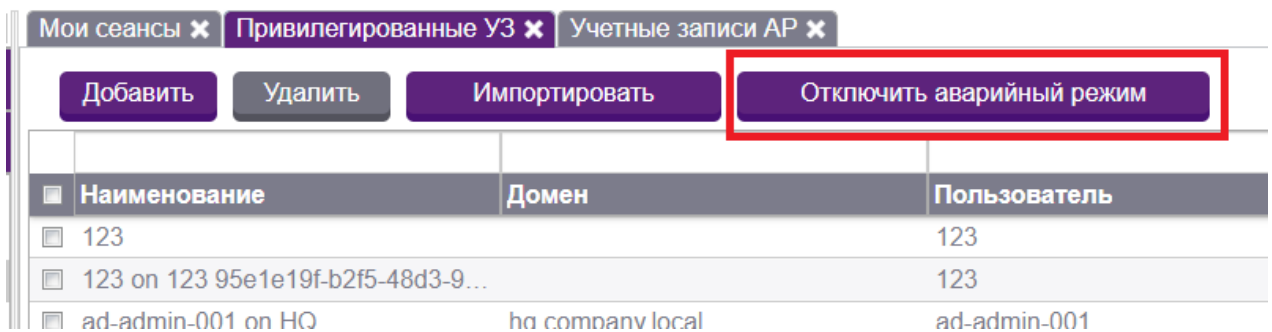 Мои сеансы Привилегированные УЗ Учетные записи АР
Добавить Удалить Импортировать Отключить аварийный режим
Наименование Домен Пользователь
123 123
123 on 123 95e1e19f-b2f5-48d3-9... 123
ad-admin-001 on HQ hq company local ad-admin-001